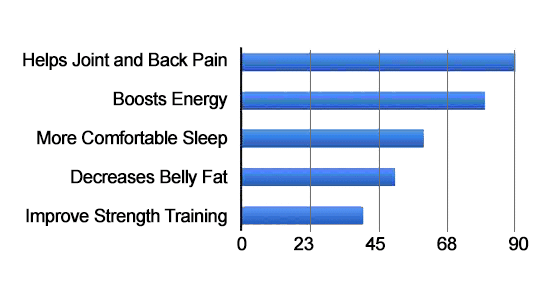 Helps Joint and Back Pain
Boosts Energy
More Comfortable Sleep
Decreases Belly Fat
Improve Strength Training
0 23 45 68 90